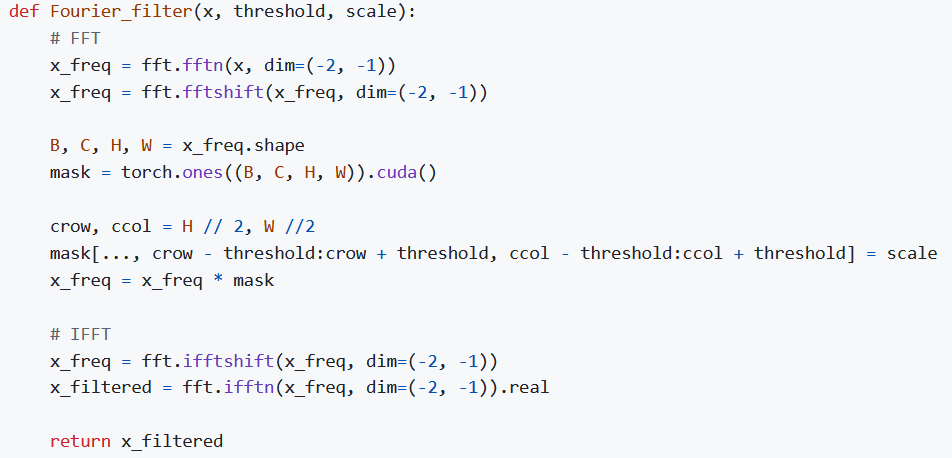 def Fourier_filter(x, threshold, scale):
    # FFT
    x_freq = fft.fftn(x, dim=(-2, -1))
    x_freq = fft.fftshift(x_freq, dim=(-2, -1))
    B, C, H, W = x_freq.shape
    mask = torch.ones((B, C, H, W)).cuda()
    crow, ccol = H // 2, W //2
    mask[..., crow - threshold:crow + threshold, ccol - threshold:ccol + threshold] = scale
    x_freq = x_freq * mask
    # IFFT
    x_freq = fft.ifftshift(x_freq, dim=(-2, -1))
    x_filtered = fft.ifftn(x_freq, dim=(-2, -1)).real
    return x_filtered